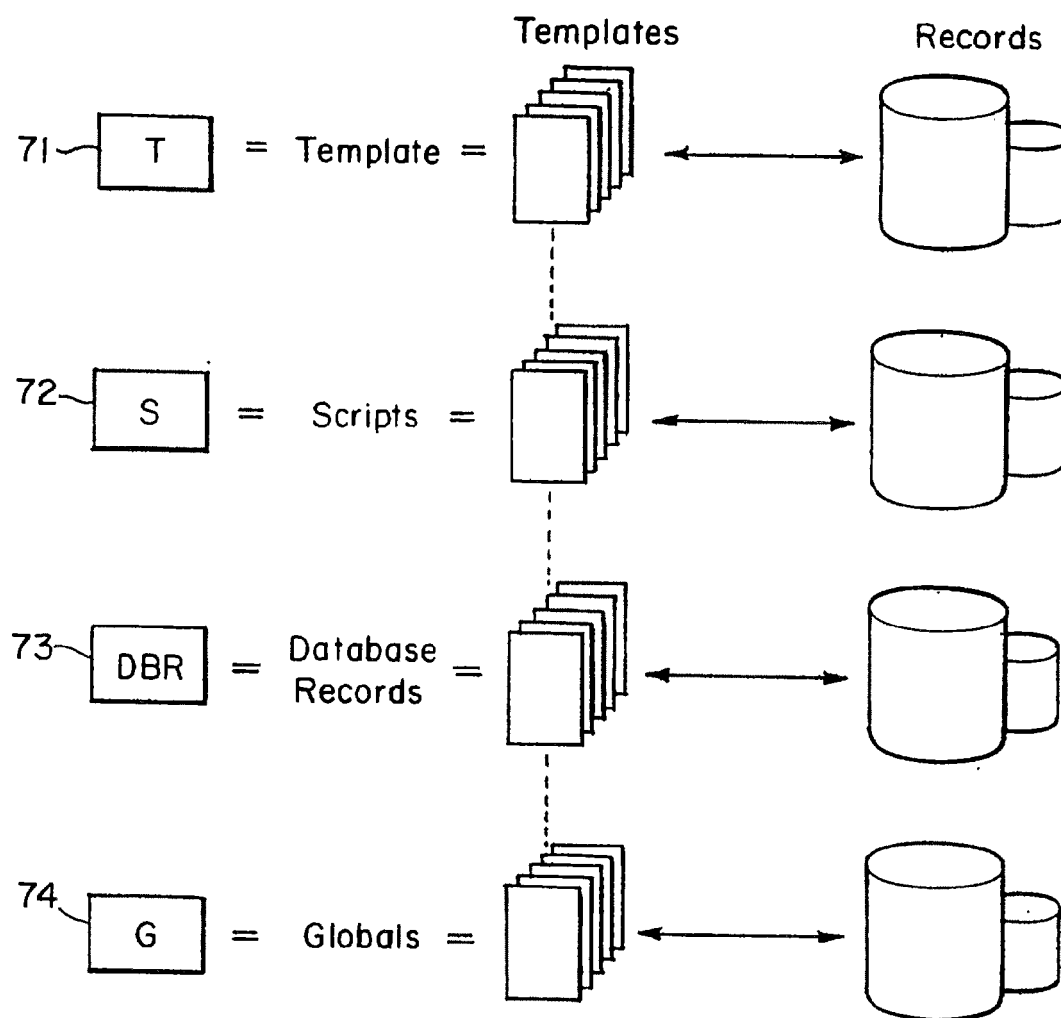 Templates Records
71 T = Template =
72 S = Scripts =
73 DBR = Database Records =
74 G = Globals =